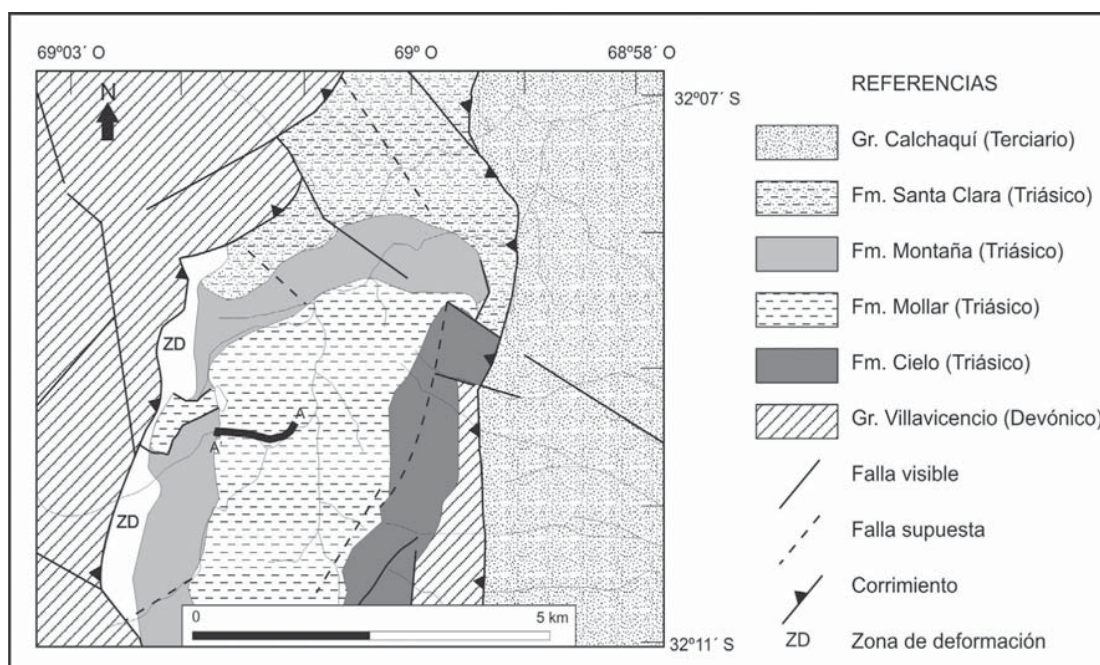 69º03´ O
69º O
68º58´ O
N
32º07´ S
ZD
A
A'
ZD
0
5 km
32º11´ S
REFERENCIAS
Gr. Calchaquí (Terciario)
Fm. Santa Clara (Triásico)
Fm. Montaña (Triásico)
Fm. Mollar (Triásico)
Fm. Cielo (Triásico)
Gr. Villavicencio (Devónico)
Falla visible
Falla supuesta
Corrimiento
ZD
Zona de deformación